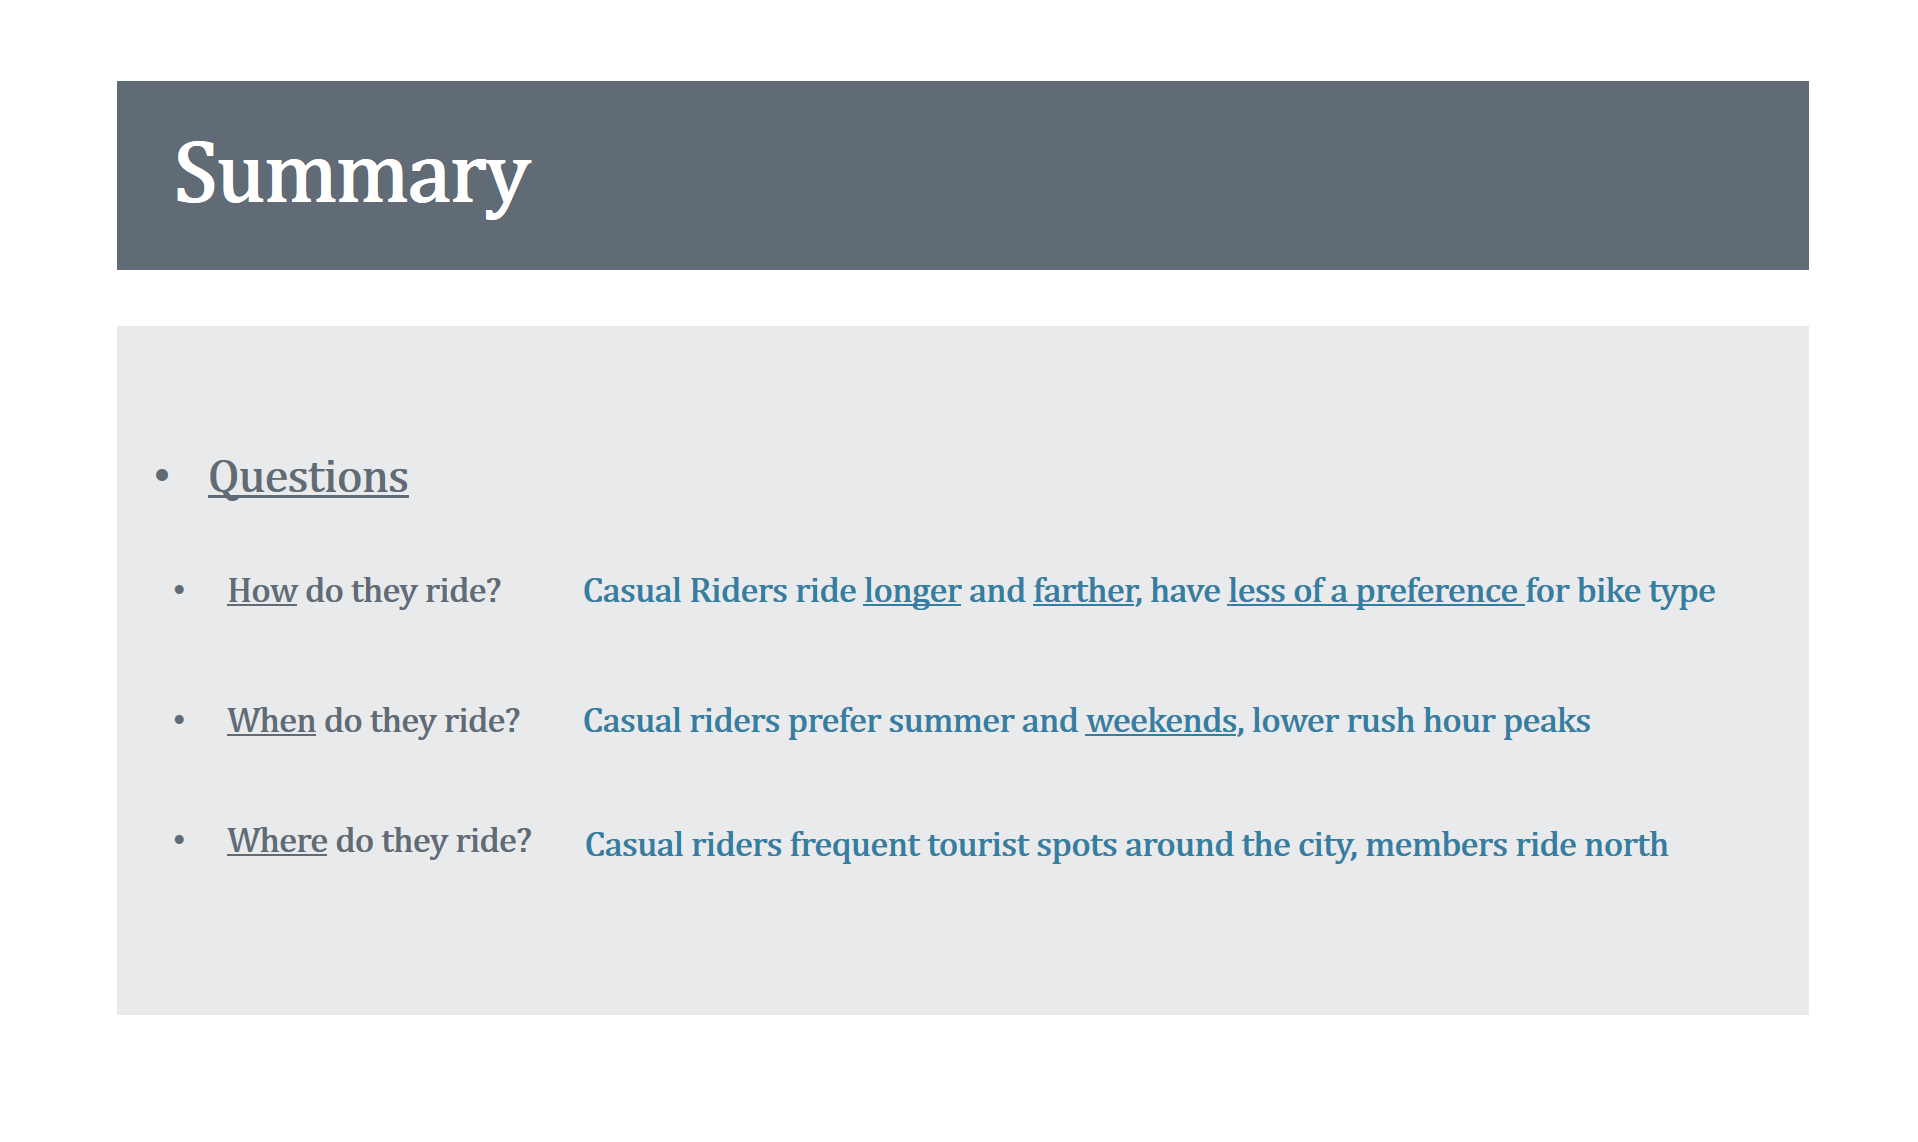 Summary
• Questions
• How do they ride? Casual Riders ride longer and farther, have less of a preference for bike type
• When do they ride? Casual riders prefer summer and weekends, lower rush hour peaks
• Where do they ride? Casual riders frequent tourist spots around the city, members ride north